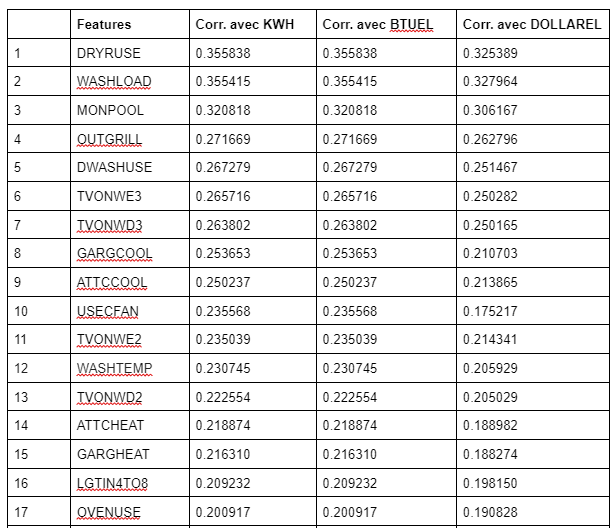 Features Corr. avec KWH Corr. avec BTUEL Corr. avec DOLLAREL
1 DRYRUSE 0.355838 0.355838 0.325389
2 WASHLOAD 0.355415 0.355415 0.327964
3 MONPOOL 0.320818 0.320818 0.306167
4 OUTGRILL 0.271669 0.271669 0.262796
5 DWASHUSE 0.267279 0.267279 0.251467
6 TVONWE3 0.265716 0.265716 0.250282
7 TVONWD3 0.263802 0.263802 0.250165
8 GARGCOOL 0.253653 0.253653 0.210703
9 ATTCCOOL 0.250237 0.250237 0.213865
10 USECFAN 0.235568 0.235568 0.175217
11 TVONWE2 0.235039 0.235039 0.214341
12 WASHTEMP 0.230745 0.230745 0.205929
13 TVONWD2 0.222554 0.222554 0.205029
14 ATTCHEAT 0.218874 0.218874 0.188982
15 GARGHEAT 0.216310 0.216310 0.188274
16 LGTIN4TO8 0.209232 0.209232 0.198150
17 OVENUSE 0.200917 0.200917 0.190828